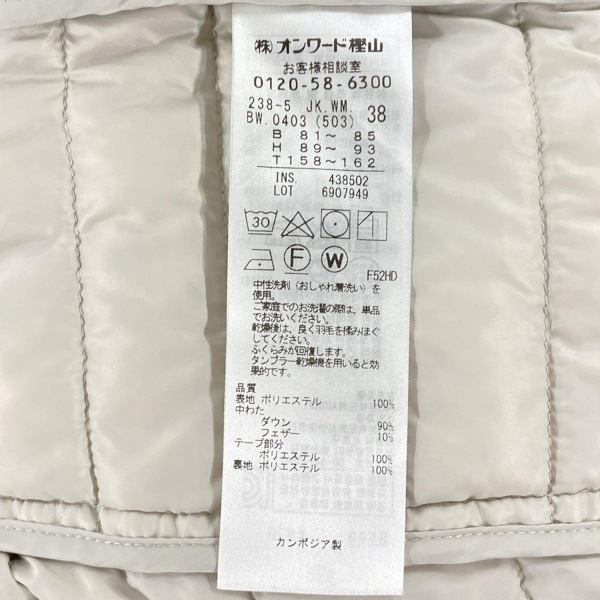 ㈱ オンワード樫山
お客様相談室
0120-58-6300
238-5 JK.WM.
BW.0403 (503) 38
B 81～ 85
H 89～ 93
T158～162
INS. 438502
LOT 6907949
30
F W
F52HD
中性洗剤（おしゃれ着洗い）を
使用。
ご家庭でのお洗濯の際は、単品
でお洗いください。
乾燥後は、良く羽毛を揉みほぐ
してください。
ふくらみが回復します。
タンブラー乾燥機を用いると効
果的です。
品質
表地 ポリエステル 100%
中わた
ダウン 90%
フェザー 10%
テープ部分
ポリエステル 100%
裏地 ポリエステル 100%
カンボジア製